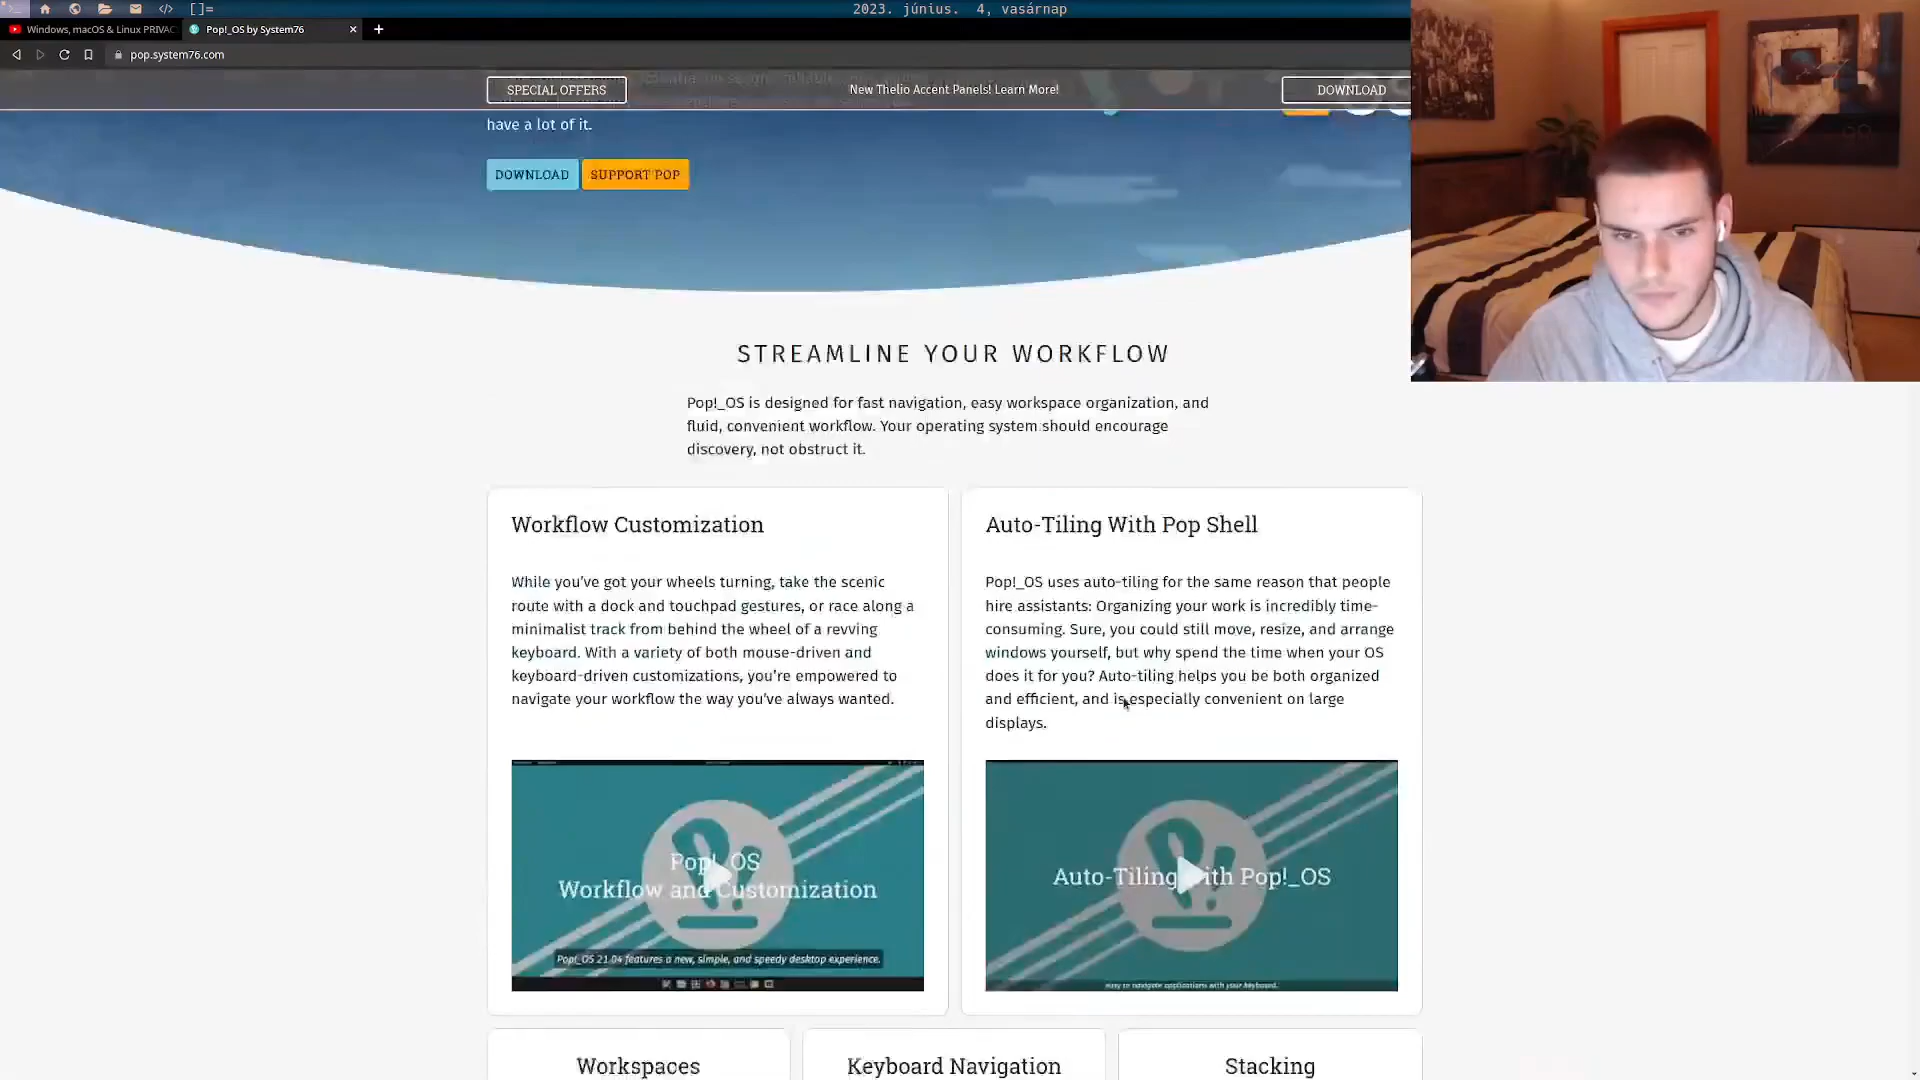 </> []=
2023. június. 4, vasárnap
Windows, macOS & Linux PRIVAC
Pop!_OS by System76
pop.system76.com
SPECIAL OFFERS
New Thelio Accent Panels! Learn More!
DOWNLOAD
have a lot of it.
DOWNLOAD
SUPPORT POP
STREAMLINE YOUR WORKFLOW
Pop!_OS is designed for fast navigation, easy workspace organization, and
fluid, convenient workflow. Your operating system should encourage
discovery, not obstruct it.
Workflow Customization
While you've got your wheels turning, take the scenic
route with a dock and touchpad gestures, or race along a
minimalist track from behind the wheel of a revving
keyboard. With a variety of both mouse-driven and
keyboard-driven customizations, you're empowered to
navigate your workflow the way you've always wanted.
Pop!_OS
Workflow and Customization
Pop!_OS 21.04 features a new, simple, and speedy desktop experience.
Auto-Tiling With Pop Shell
Pop!_OS uses auto-tiling for the same reason that people
hire assistants: Organizing your work is incredibly time-
consuming. Sure, you could still move, resize, and arrange
windows yourself, but why spend the time when your OS
does it for you? Auto-tiling helps you be both organized
and efficient, and is especially convenient on large
displays.
Auto-Tiling with Pop!_OS
easy to navigate applications with your keyboard.
Workspaces
Keyboard Navigation
Stacking